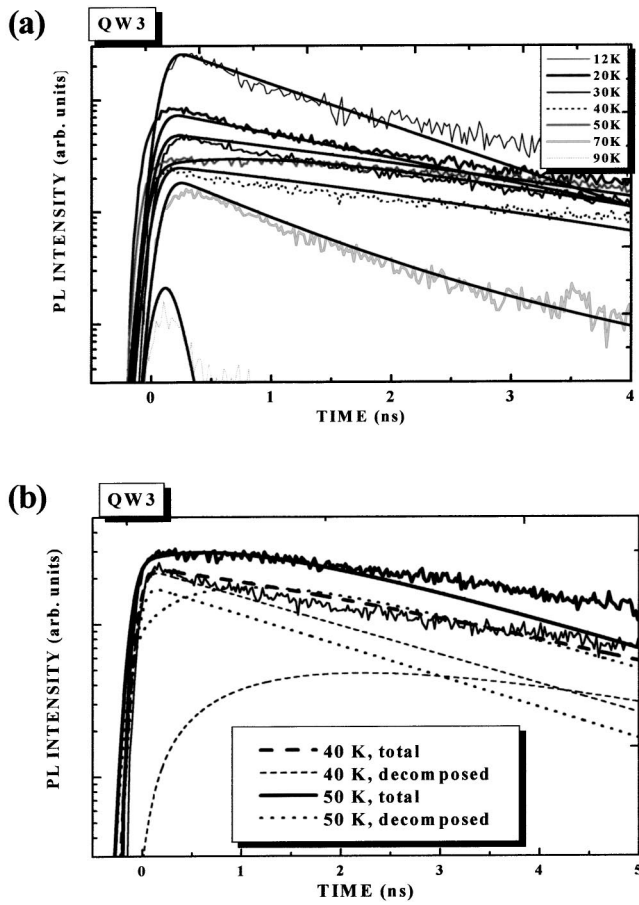 (a)
QW3
12K
20K
30K
40K
50K
70K
90K
PL INTENSITY (arb. units)
0 1 2 3 4
TIME (ns)
(b)
QW3
PL INTENSITY (arb. units)
40 K, total
40 K, decomposed
50 K, total
50 K, decomposed
0 1 2 3 4 5
TIME (ns)